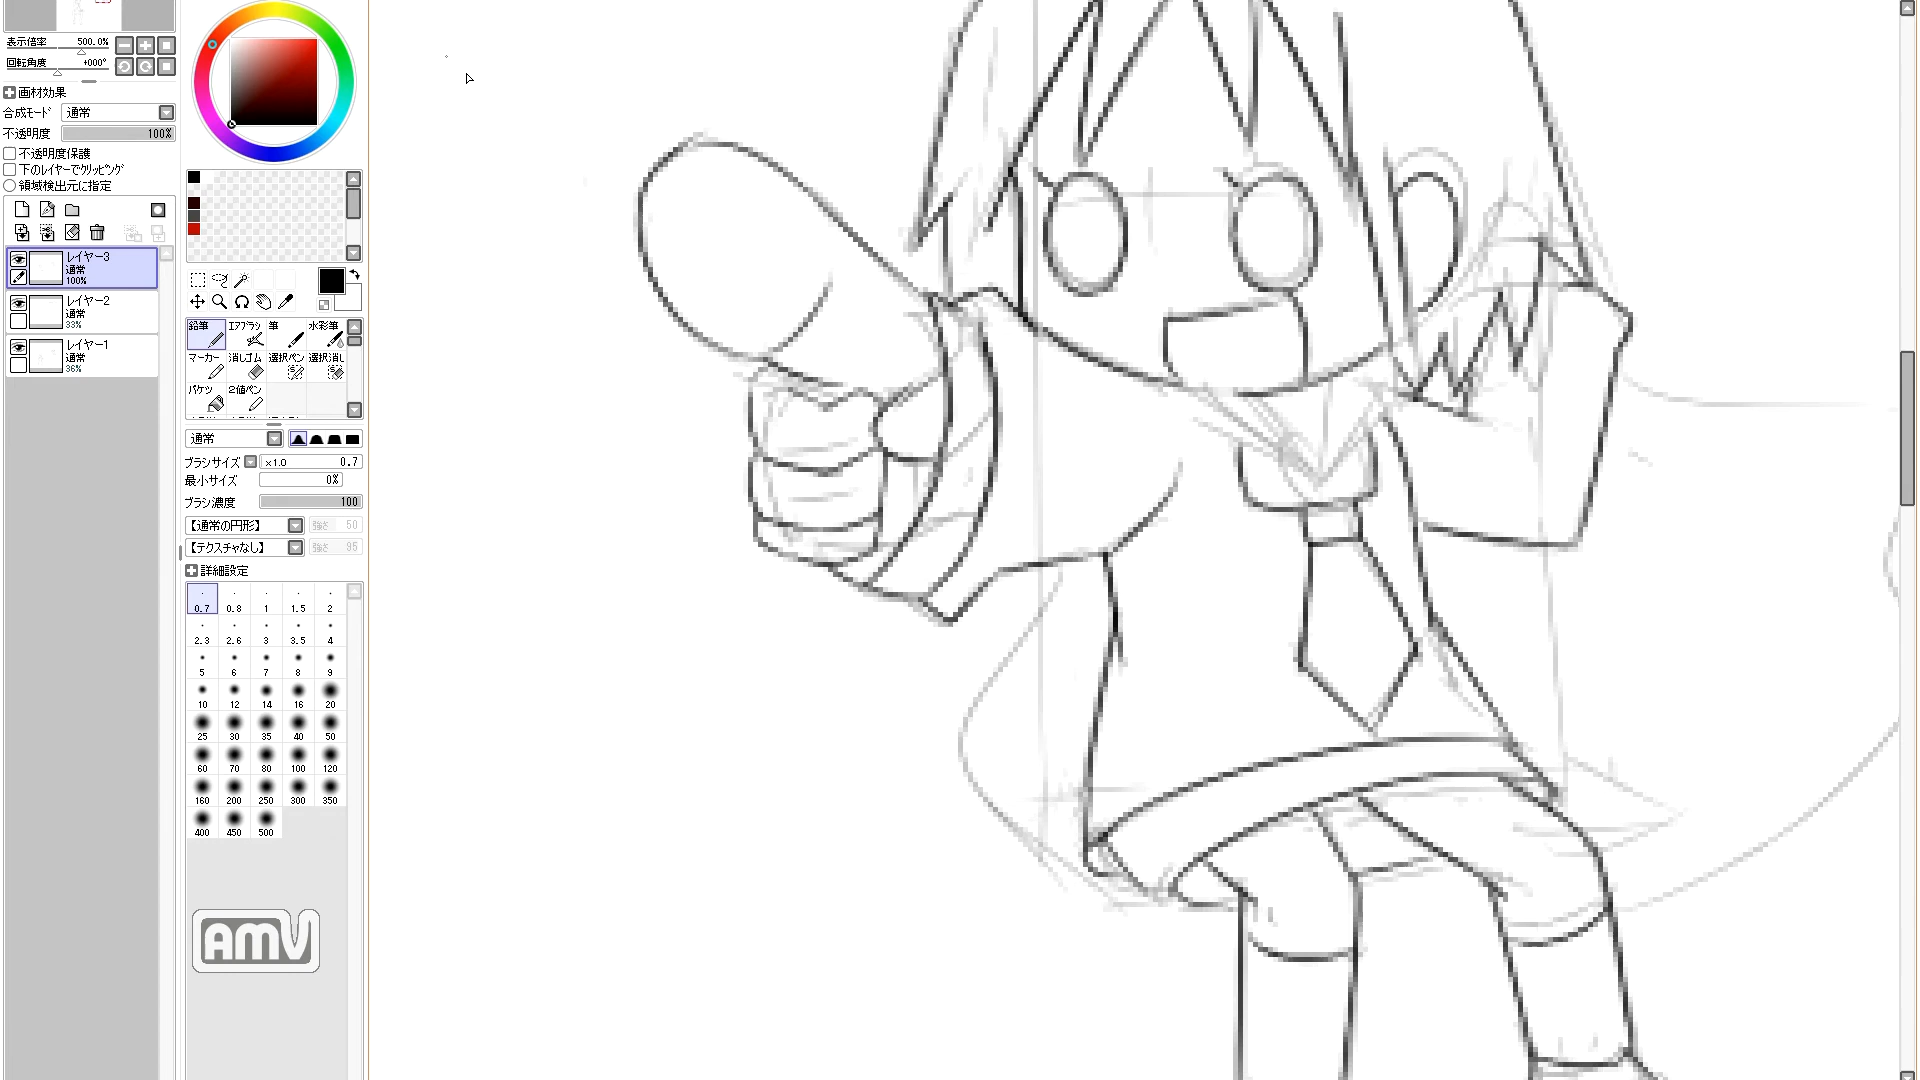 表示倍率 500.0%
回転角度 +000°
画材効果
合成モード 通常
不透明度 100%
不透明度保護
下のレイヤーでクリッピング
領域検出元に指定
レイヤー3
通常
100%
レイヤー2
通常
33%
レイヤー1
通常
36%
鉛筆 エアブラシ 筆 水彩筆
マーカー 消しゴム 選択ペン 選択消し
バケツ 2値ペン
通常
ブラシサイズ x1.0 0.7
最小サイズ 0%
ブラシ濃度 100
【通常の円形】 強さ 50
【テクスチャなし】 強さ 95
詳細設定
0.7 0.8 1 1.5 2
2.3 2.6 3 3.5 4
5 6 7 8 9
10 12 14 16 20
25 30 35 40 50
60 70 80 100 120
160 200 250 300 350
400 450 500
AMV